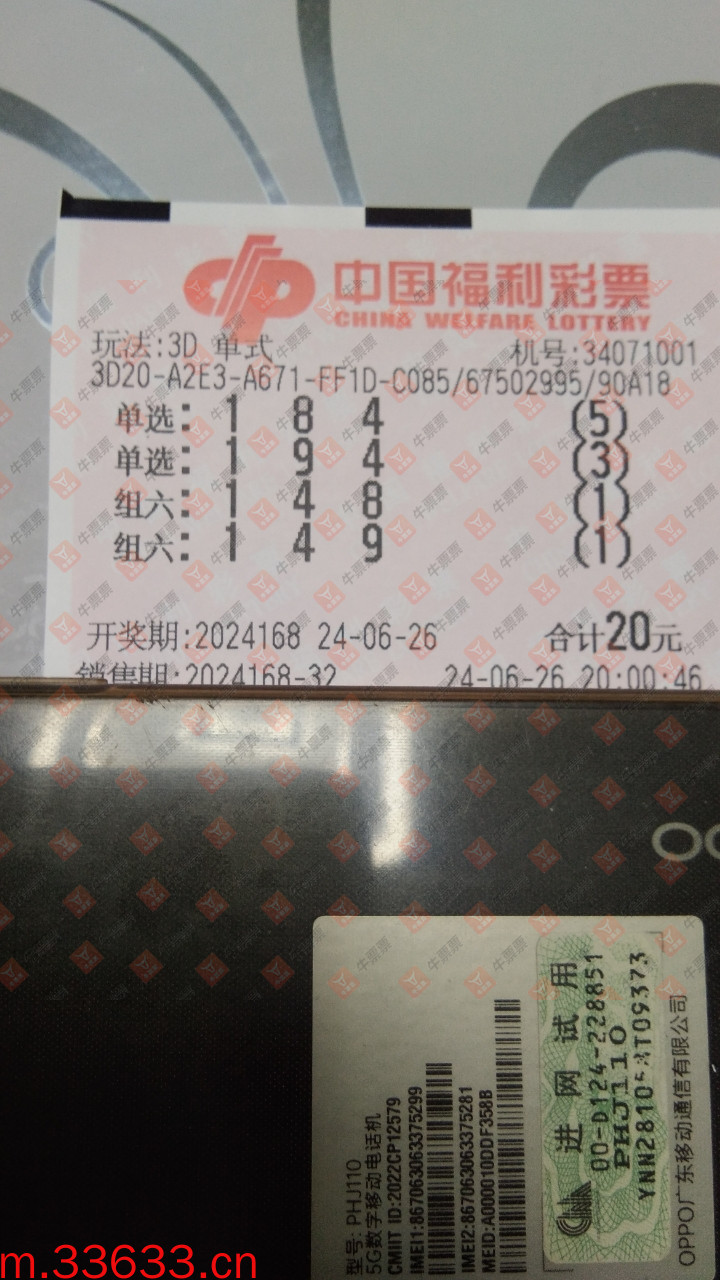 中国福利彩票
CHINA WELFARE LOTTERY
玩法:3D 单式 机号:34071001
3D20-A2E3-A671-FF1D-C085/67502995/90A18
单选: 1 8 4 (5)
单选: 1 9 4 (3)
组六: 1 4 8 (1)
组六: 1 4 9 (1)
开奖期:2024168 24-06-26 合计20元
销售期:2024168-32 24-06-26 20:00:46
型号: PHJ110
5G数字移动电话机
CMIIT ID:2022CP12579
IMEI1:867063063375299
IMEI2:867063063375281
MEID:A000010DDF358B
进网试用
00-D124-228851
PHJ110
OPPO广东移动通信有限公司
牛票票
m.33633.cn